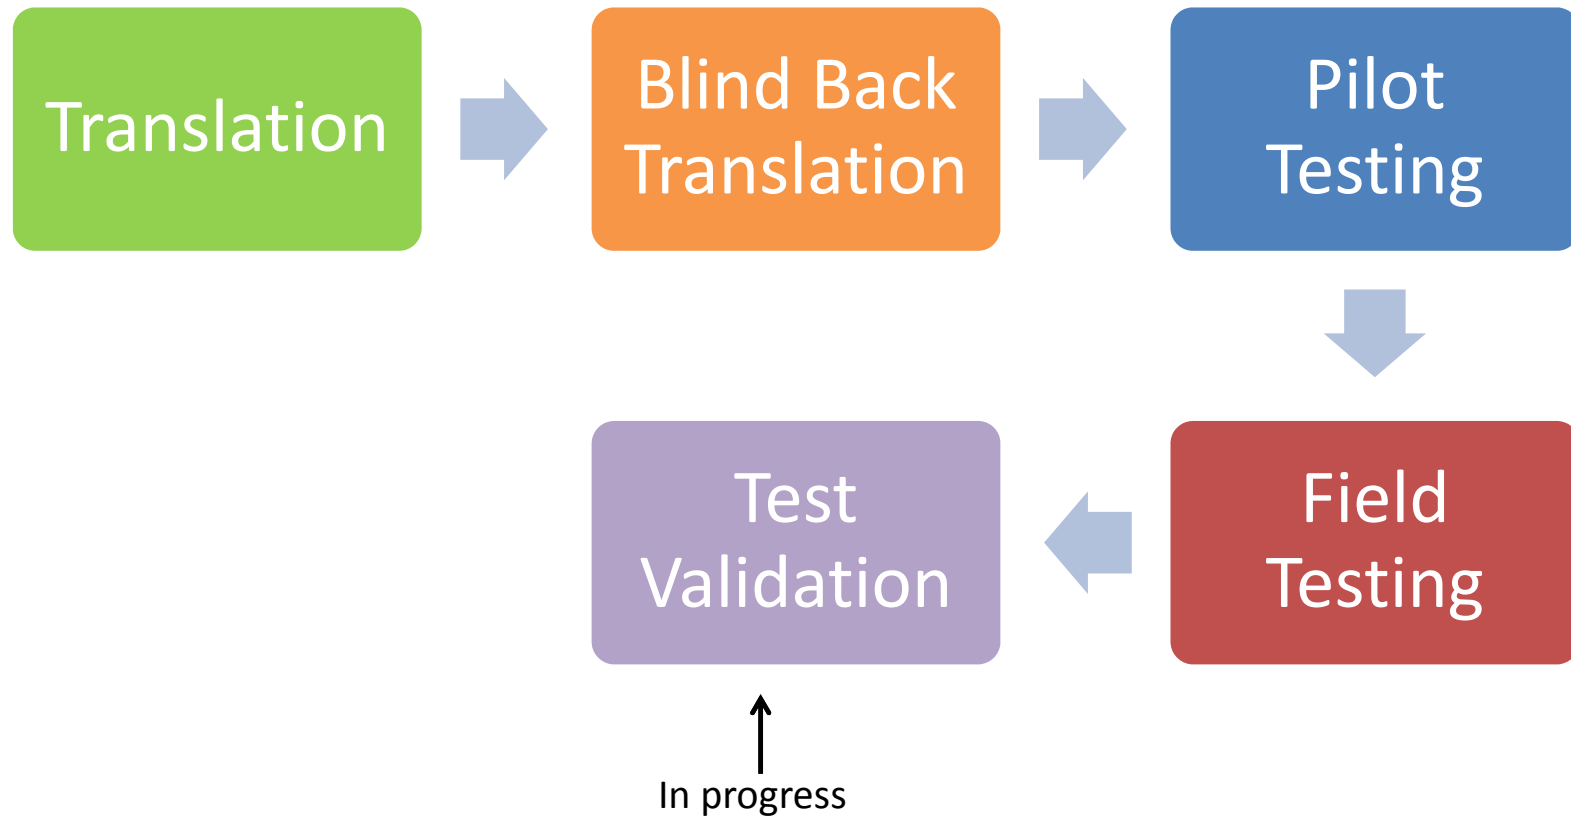 Translation
Blind Back
Translation
Pilot
Testing
Field
Testing
Test
Validation
In progress